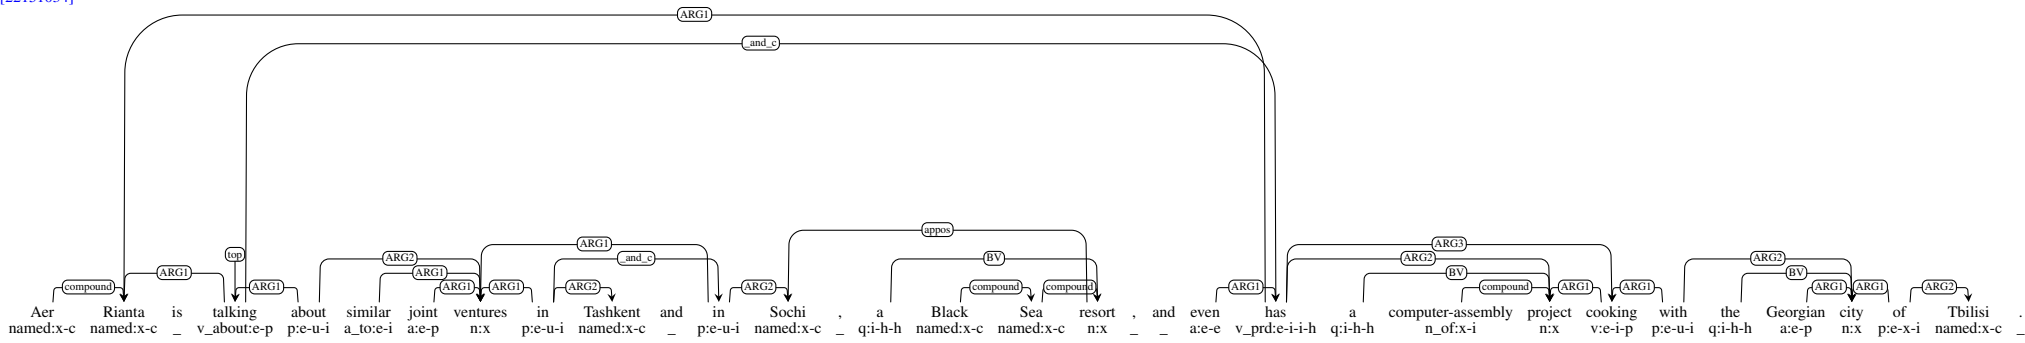 ARG1
_and_c
appos
ARG1 ARG3
top ARG2 _and_c BV ARG2 ARG2
ARG1 ARG1 BV BV
compound ARG1 ARG1 ARG1 ARG2 ARG2 compound compound ARG1 compound ARG1 ARG1 ARG1 ARG1 ARG2
Aer Rianta is talking about similar joint ventures in Tashkent and in Sochi , a Black Sea resort , and even has a computer-assembly project cooking with the Georgian city of Tbilisi .
named:x-c named:x-c _ v_about:e-p p:e-u-i a_to:e-i a:e-p n:x p:e-u-i named:x-c _ p:e-u-i named:x-c _ q:i-h-h named:x-c named:x-c n:x _ _ a:e-e v_prd:e-i-i-h q:i-h-h n_of:x-i n:x v:e-i-p p:e-u-i q:i-h-h a:e-p n:x p:e-x-i named:x-c _